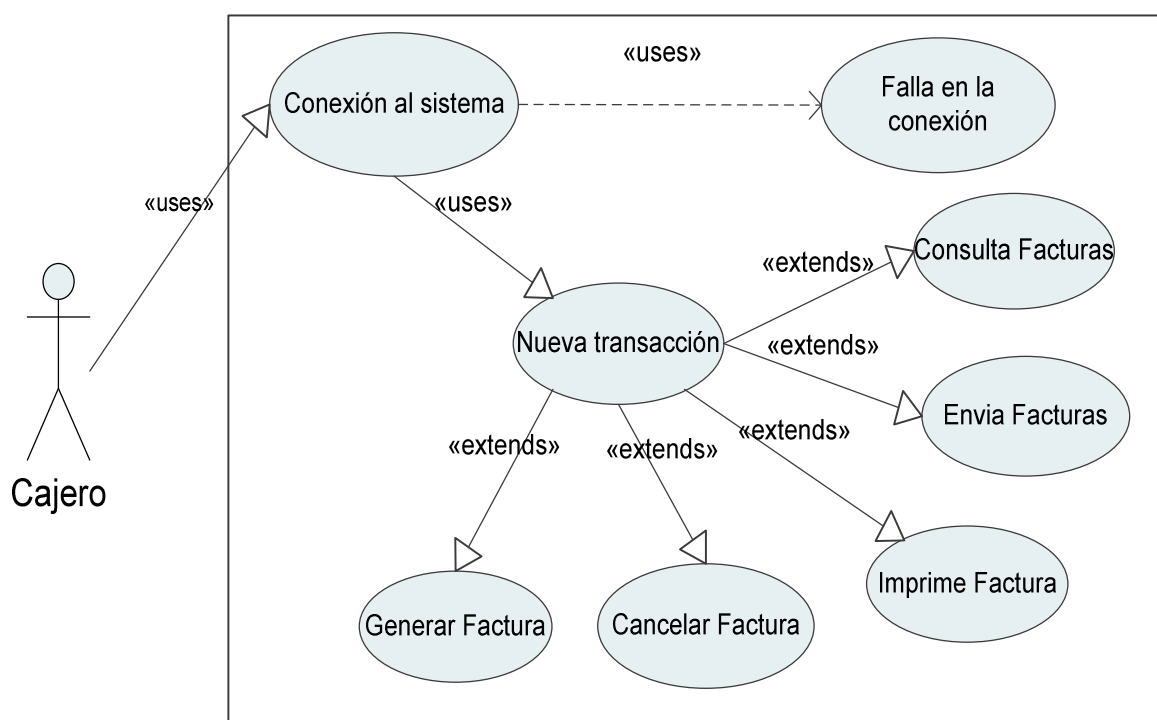 «uses»
Conexión al sistema
Falla en la
conexión
«uses»
«uses»
Consulta Facturas
«extends»
Nueva transacción
«extends»
Envia Facturas
«extends»
«extends»
«extends»
Cajero
Imprime Factura
Generar Factura
Cancelar Factura